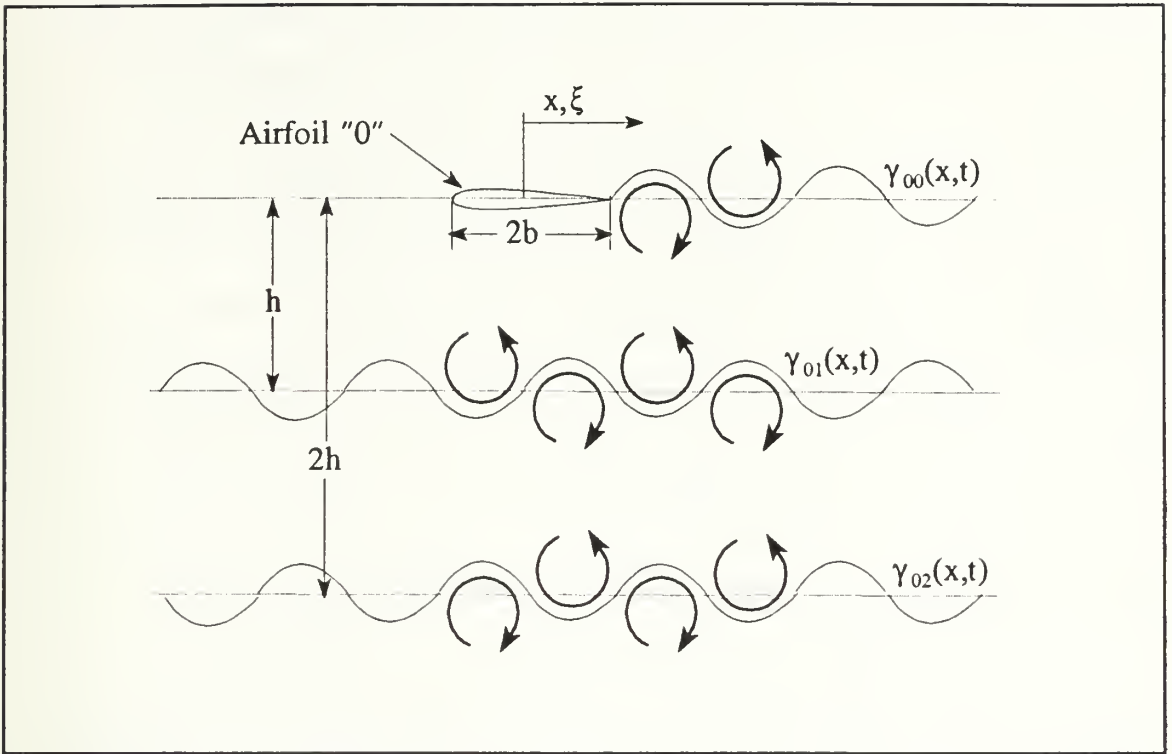 x,ξ
Airfoil "0"
γ₀₀(x,t)
2b
h
γ₀₁(x,t)
2h
γ₀₂(x,t)